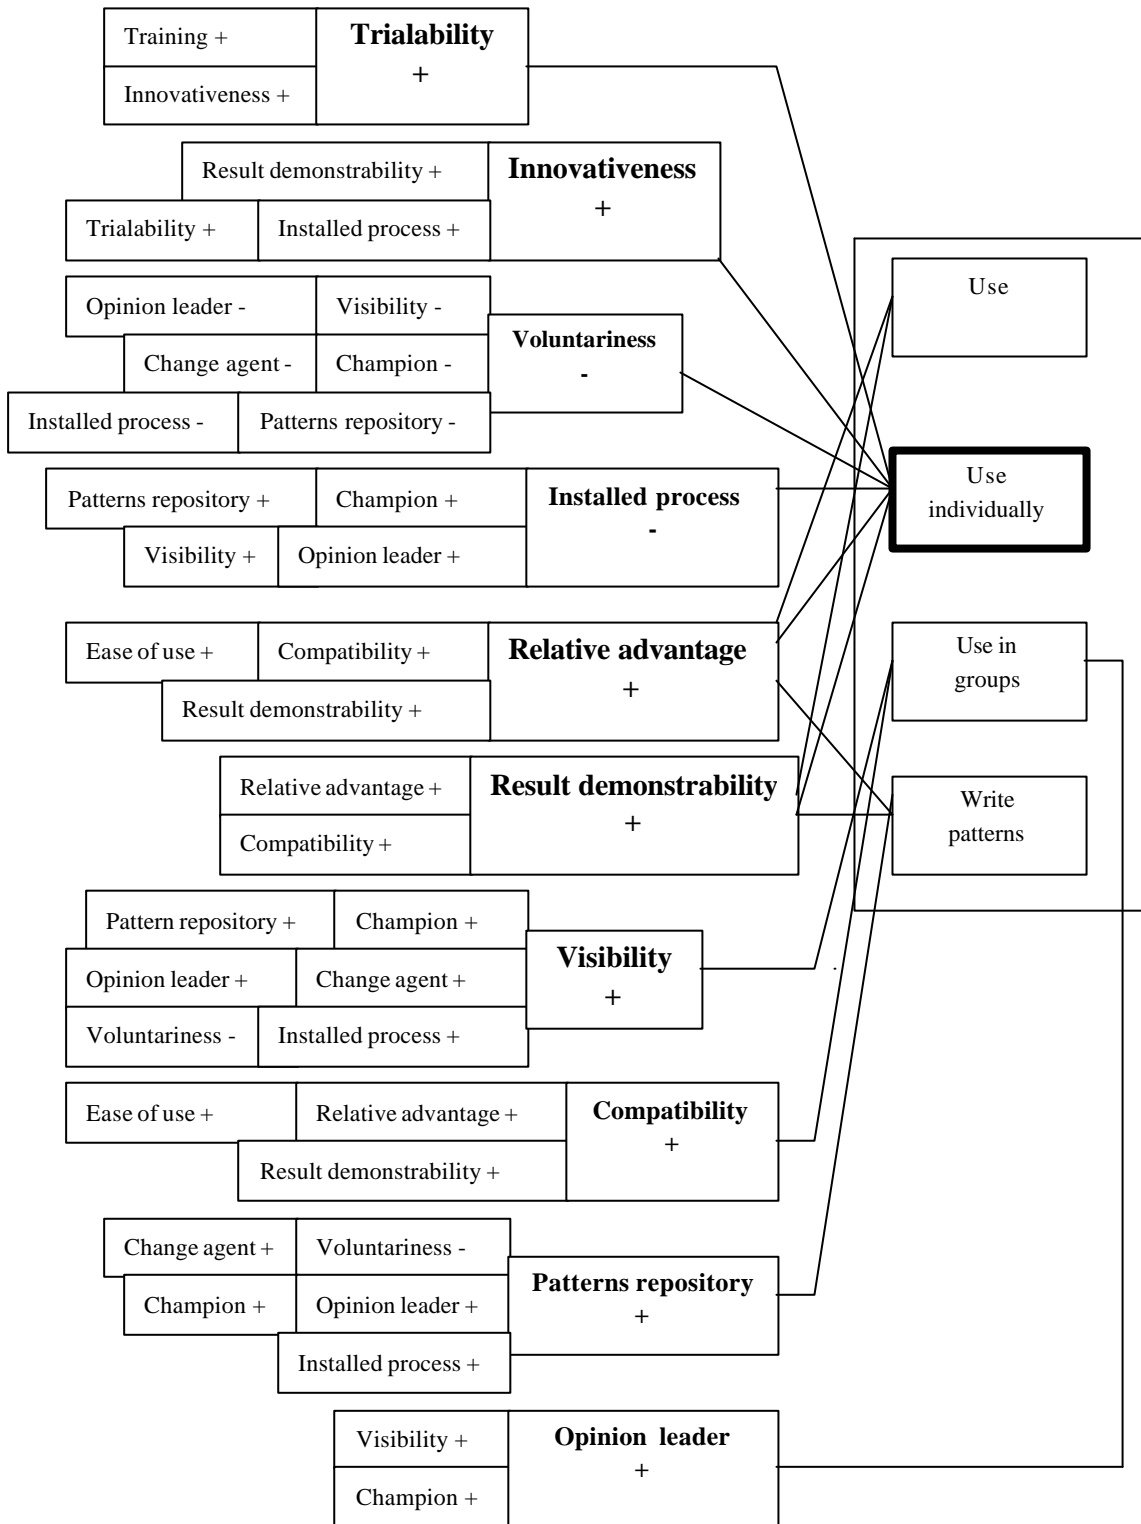 Training +
Trialability
+
Innovativeness +
Result demonstrability +
Innovativeness
+
Trialability +
Installed process +
Opinion leader -
Visibility -
Voluntariness
-
Change agent -
Champion -
Installed process -
Patterns repository -
Use
Use
individually
Patterns repository +
Champion +
Installed process
-
Visibility +
Opinion leader +
Ease of use +
Compatibility +
Relative advantage
+
Result demonstrability +
Use in
groups
Relative advantage +
Result demonstrability
+
Compatibility +
Write
patterns
Pattern repository +
Champion +
Visibility
+
Opinion leader +
Change agent +
Voluntariness -
Installed process +
Ease of use +
Relative advantage +
Compatibility
+
Result demonstrability +
Change agent +
Voluntariness -
Patterns repository
+
Champion +
Opinion leader +
Installed process +
Visibility +
Opinion leader
+
Champion +